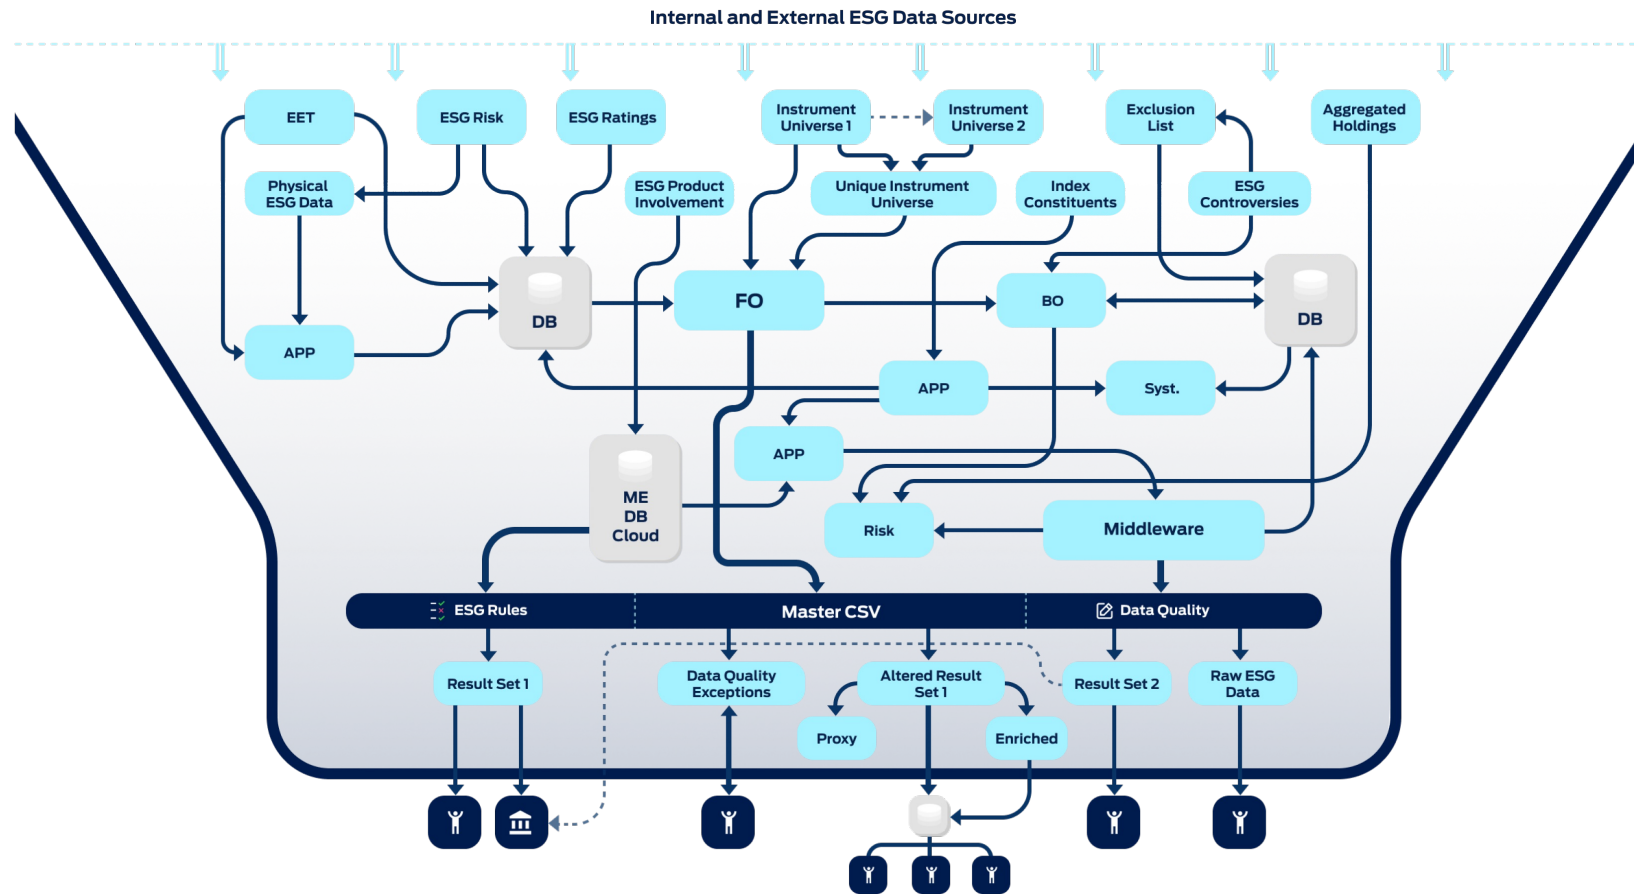 Internal and External ESG Data Sources
EET
ESG Risk
ESG Ratings
Instrument
Universe 1
Instrument
Universe 2
Exclusion
List
Aggregated
Holdings
Physical
ESG Data
ESG Product
Involvement
Unique Instrument
Universe
Index
Constituents
ESG
Controversies
DB
FO
BO
DB
APP
APP
Syst.
APP
ME
DB
Cloud
Risk
Middleware
ESG Rules
Master CSV
Data Quality
Result Set 1
Data Quality
Exceptions
Altered Result
Set 1
Result Set 2
Raw ESG
Data
Proxy
Enriched